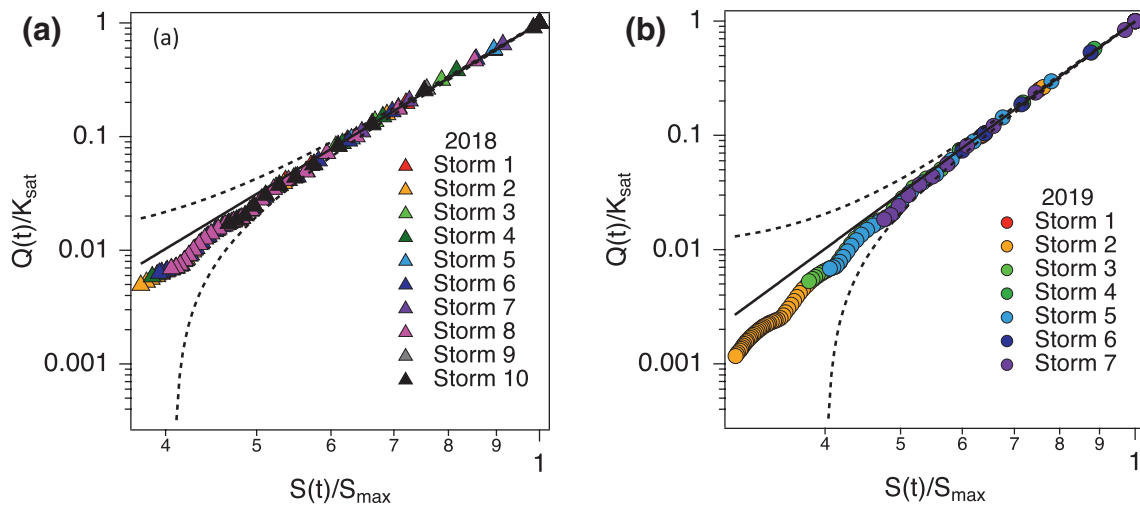 (a)
(a)
Q(t)/Ksat
1
0.1
0.01
0.001
2018
Storm 1
Storm 2
Storm 3
Storm 4
Storm 5
Storm 6
Storm 7
Storm 8
Storm 9
Storm 10
4 5 6 7 8 9 1
S(t)/Smax
(b)
Q(t)/Ksat
1
0.1
0.01
0.001
2019
Storm 1
Storm 2
Storm 3
Storm 4
Storm 5
Storm 6
Storm 7
4 5 6 7 8 9 1
S(t)/Smax